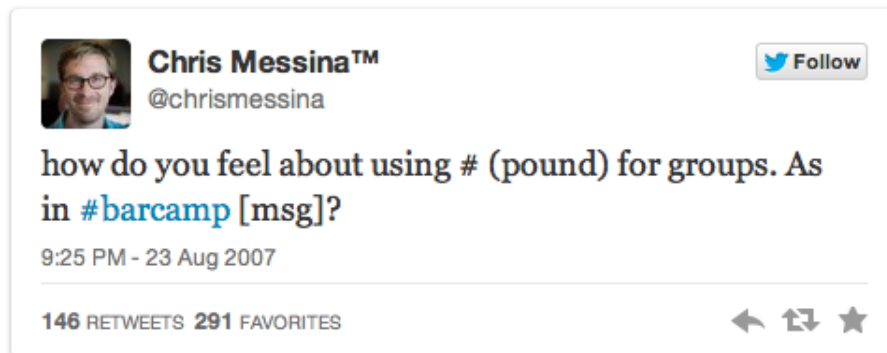 Chris Messina™
Follow
@chrismessina
how do you feel about using # (pound) for groups. As
in #barcamp [msg]?
9:25 PM - 23 Aug 2007
146 RETWEETS 291 FAVORITES